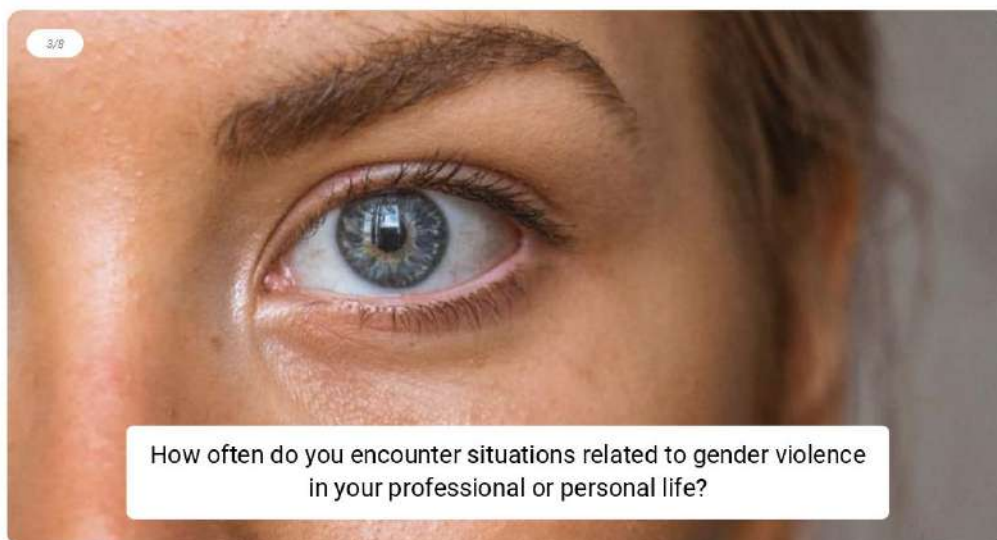 3/8
How often do you encounter situations related to gender violence
in your professional or personal life?